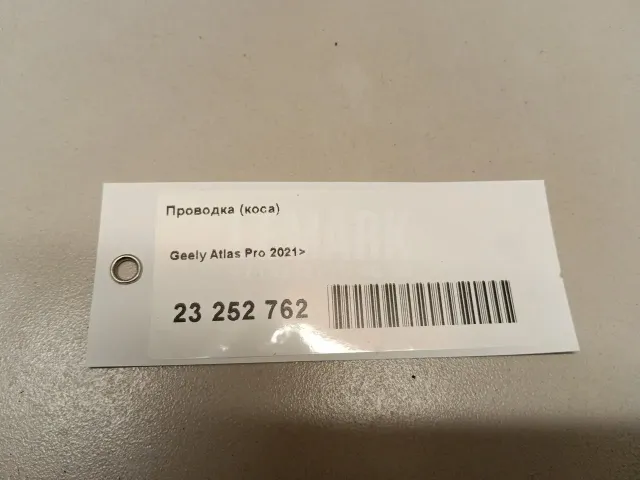 Проводка (коса)
Geely Atlas Pro 2021>
23 252 762